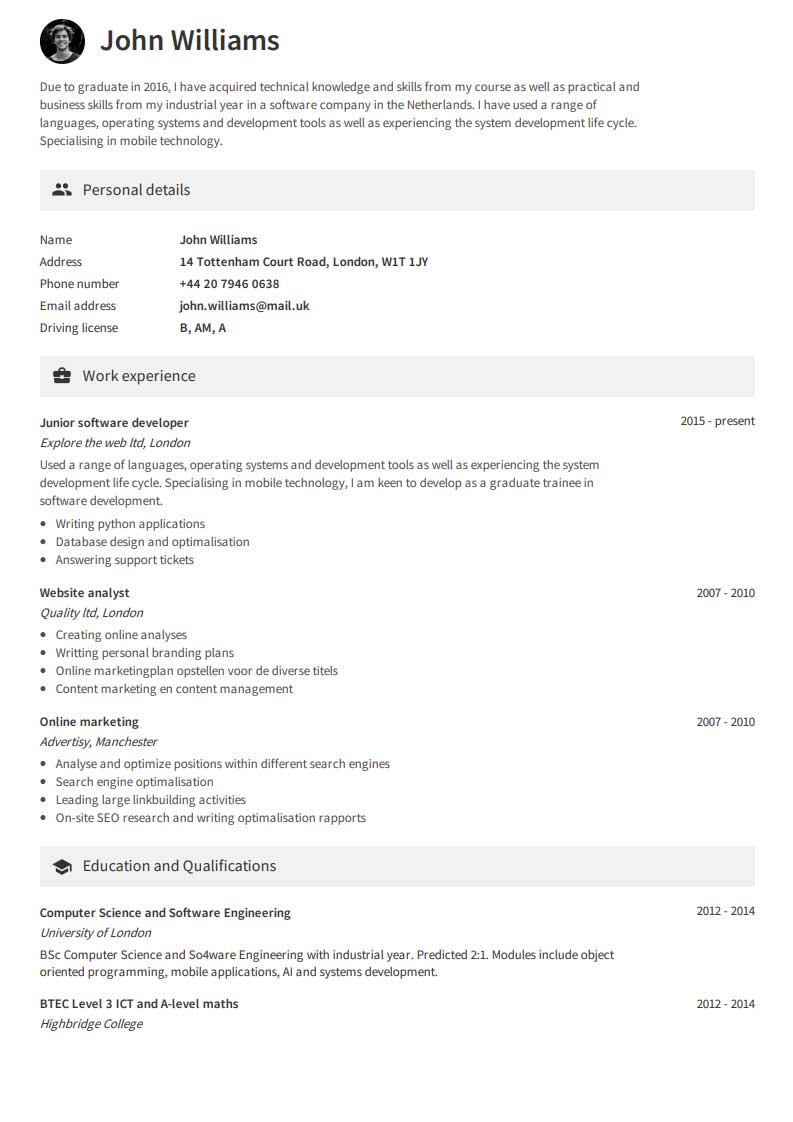 John Williams
Due to graduate in 2016, I have acquired technical knowledge and skills from my course as well as practical and
business skills from my industrial year in a software company in the Netherlands. I have used a range of
languages, operating systems and development tools as well as experiencing the system development life cycle.
Specialising in mobile technology.
Personal details
Name John Williams
Address 14 Tottenham Court Road, London, W1T 1JY
Phone number +44 20 7946 0638
Email address john.williams@mail.uk
Driving license B, AM, A
Work experience
Junior software developer 2015 - present
Explore the web ltd, London
Used a range of languages, operating systems and development tools as well as experiencing the system
development life cycle. Specialising in mobile technology, I am keen to develop as a graduate trainee in
software development.
• Writing python applications
• Database design and optimalisation
• Answering support tickets
Website analyst 2007 - 2010
Quality ltd, London
• Creating online analyses
• Writting personal branding plans
• Online marketingplan opstellen voor de diverse titels
• Content marketing en content management
Online marketing 2007 - 2010
Advertisy, Manchester
• Analyse and optimize positions within different search engines
• Search engine optimalisation
• Leading large linkbuilding activities
• On-site SEO research and writing optimalisation rapports
Education and Qualifications
Computer Science and Software Engineering 2012 - 2014
University of London
BSc Computer Science and So4ware Engineering with industrial year. Predicted 2:1. Modules include object
oriented programming, mobile applications, AI and systems development.
BTEC Level 3 ICT and A-level maths 2012 - 2014
Highbridge College